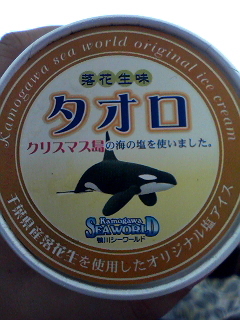 Kamogawa sea world original ice cream
落花生味
タオロ
クリスマス島の海の塩を使いました。
Kamogawa
SEAWORLD
鴨川シーワールド
千葉県産落花生を使用したオリジナル塩アイス